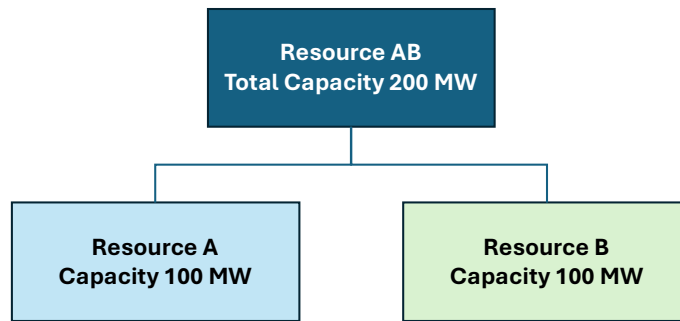 Resource AB
Total Capacity 200 MW
Resource A
Capacity 100 MW
Resource B
Capacity 100 MW